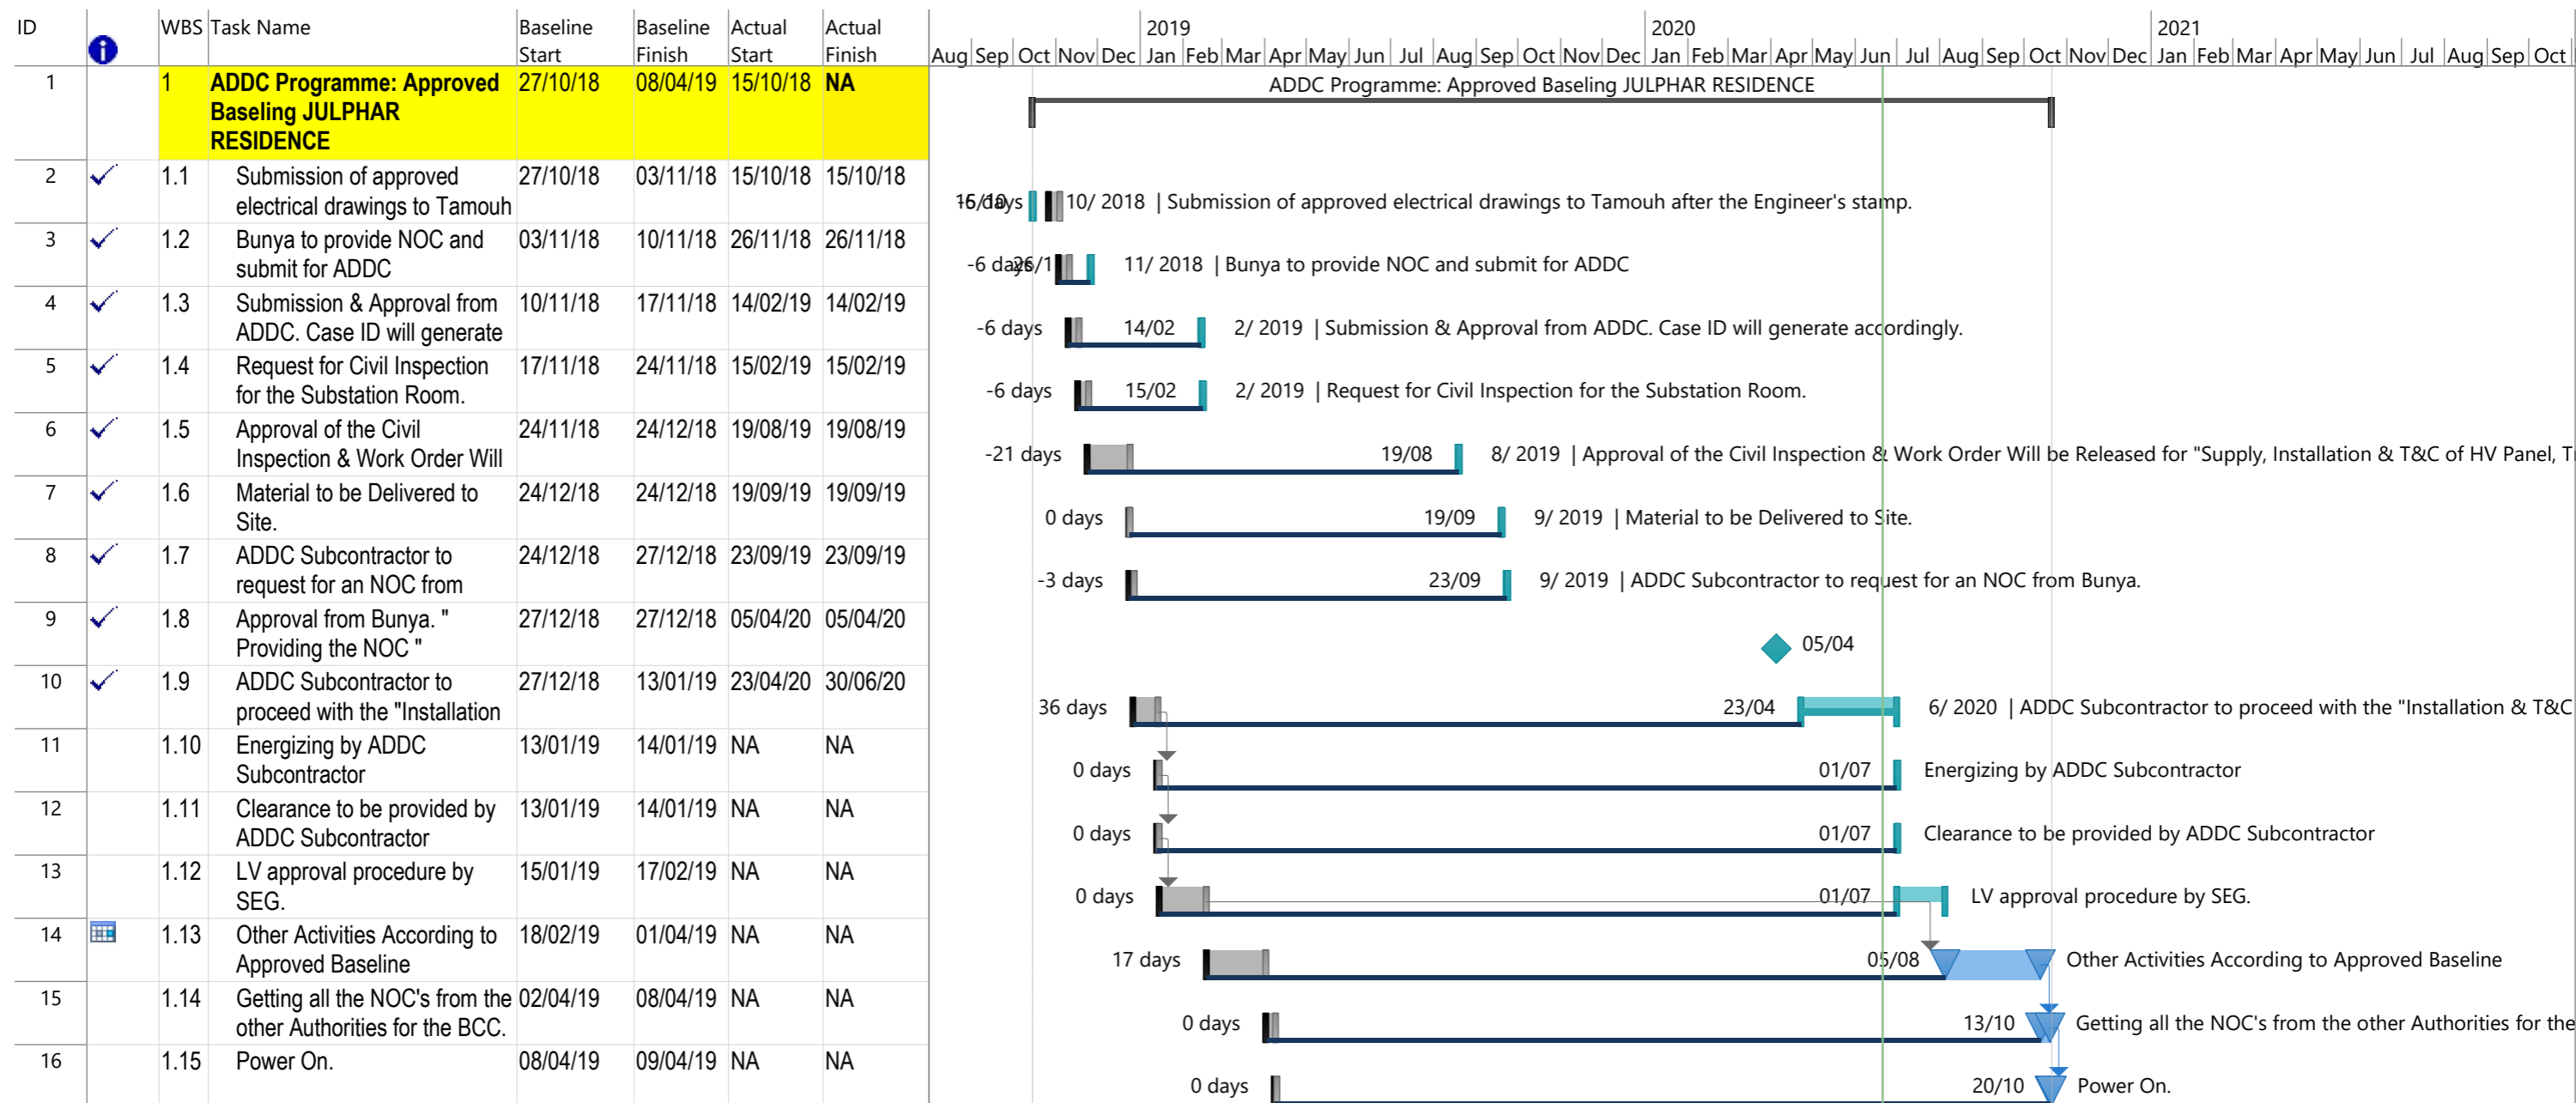 ID WBS Task Name Baseline Start Baseline Finish Actual Start Actual Finish
2019 2020 2021
Aug Sep Oct Nov Dec Jan Feb Mar Apr May Jun Jul Aug Sep Oct Nov Dec Jan Feb Mar Apr May Jun Jul Aug Sep Oct Nov Dec Jan Feb Mar Apr May Jun Jul Aug Sep Oct
1 1 ADDC Programme: Approved 27/10/18 08/04/19 15/10/18 NA
Baseling JULPHAR
RESIDENCE
ADDC Programme: Approved Baseling JULPHAR RESIDENCE
2 1.1 Submission of approved 27/10/18 03/11/18 15/10/18 15/10/18
electrical drawings to Tamouh
10/ 2018 | Submission of approved electrical drawings to Tamouh after the Engineer's stamp.
3 1.2 Bunya to provide NOC and 03/11/18 10/11/18 26/11/18 26/11/18
submit for ADDC
-6 days 11/ 2018 | Bunya to provide NOC and submit for ADDC
4 1.3 Submission & Approval from 10/11/18 17/11/18 14/02/19 14/02/19
ADDC. Case ID will generate
-6 days 14/02 2/ 2019 | Submission & Approval from ADDC. Case ID will generate accordingly.
5 1.4 Request for Civil Inspection 17/11/18 24/11/18 15/02/19 15/02/19
for the Substation Room.
-6 days 15/02 2/ 2019 | Request for Civil Inspection for the Substation Room.
6 1.5 Approval of the Civil 24/11/18 24/12/18 19/08/19 19/08/19
Inspection & Work Order Will
-21 days 19/08 8/ 2019 | Approval of the Civil Inspection & Work Order Will be Released for "Supply, Installation & T&C of HV Panel,
7 1.6 Material to be Delivered to 24/12/18 24/12/18 19/09/19 19/09/19
Site.
0 days 19/09 9/ 2019 | Material to be Delivered to Site.
8 1.7 ADDC Subcontractor to 24/12/18 27/12/18 23/09/19 23/09/19
request for an NOC from
-3 days 23/09 9/ 2019 | ADDC Subcontractor to request for an NOC from Bunya.
9 1.8 Approval from Bunya. " 27/12/18 27/12/18 05/04/20 05/04/20
Providing the NOC "
05/04
10 1.9 ADDC Subcontractor to 27/12/18 13/01/19 23/04/20 30/06/20
proceed with the "Installation
36 days 23/04 6/ 2020 | ADDC Subcontractor to proceed with the "Installation & T&C
11 1.10 Energizing by ADDC 13/01/19 14/01/19 NA NA
Subcontractor
0 days 01/07 Energizing by ADDC Subcontractor
12 1.11 Clearance to be provided by 13/01/19 14/01/19 NA NA
ADDC Subcontractor
0 days 01/07 Clearance to be provided by ADDC Subcontractor
13 1.12 LV approval procedure by 15/01/19 17/02/19 NA NA
SEG.
0 days 01/07 LV approval procedure by SEG.
14 1.13 Other Activities According to 18/02/19 01/04/19 NA NA
Approved Baseline
17 days 05/08 Other Activities According to Approved Baseline
15 1.14 Getting all the NOC's from the 02/04/19 08/04/19 NA NA
other Authorities for the BCC.
0 days 13/10 Getting all the NOC's from the other Authorities for the
16 1.15 Power On. 08/04/19 09/04/19 NA NA
0 days 20/10 Power On.